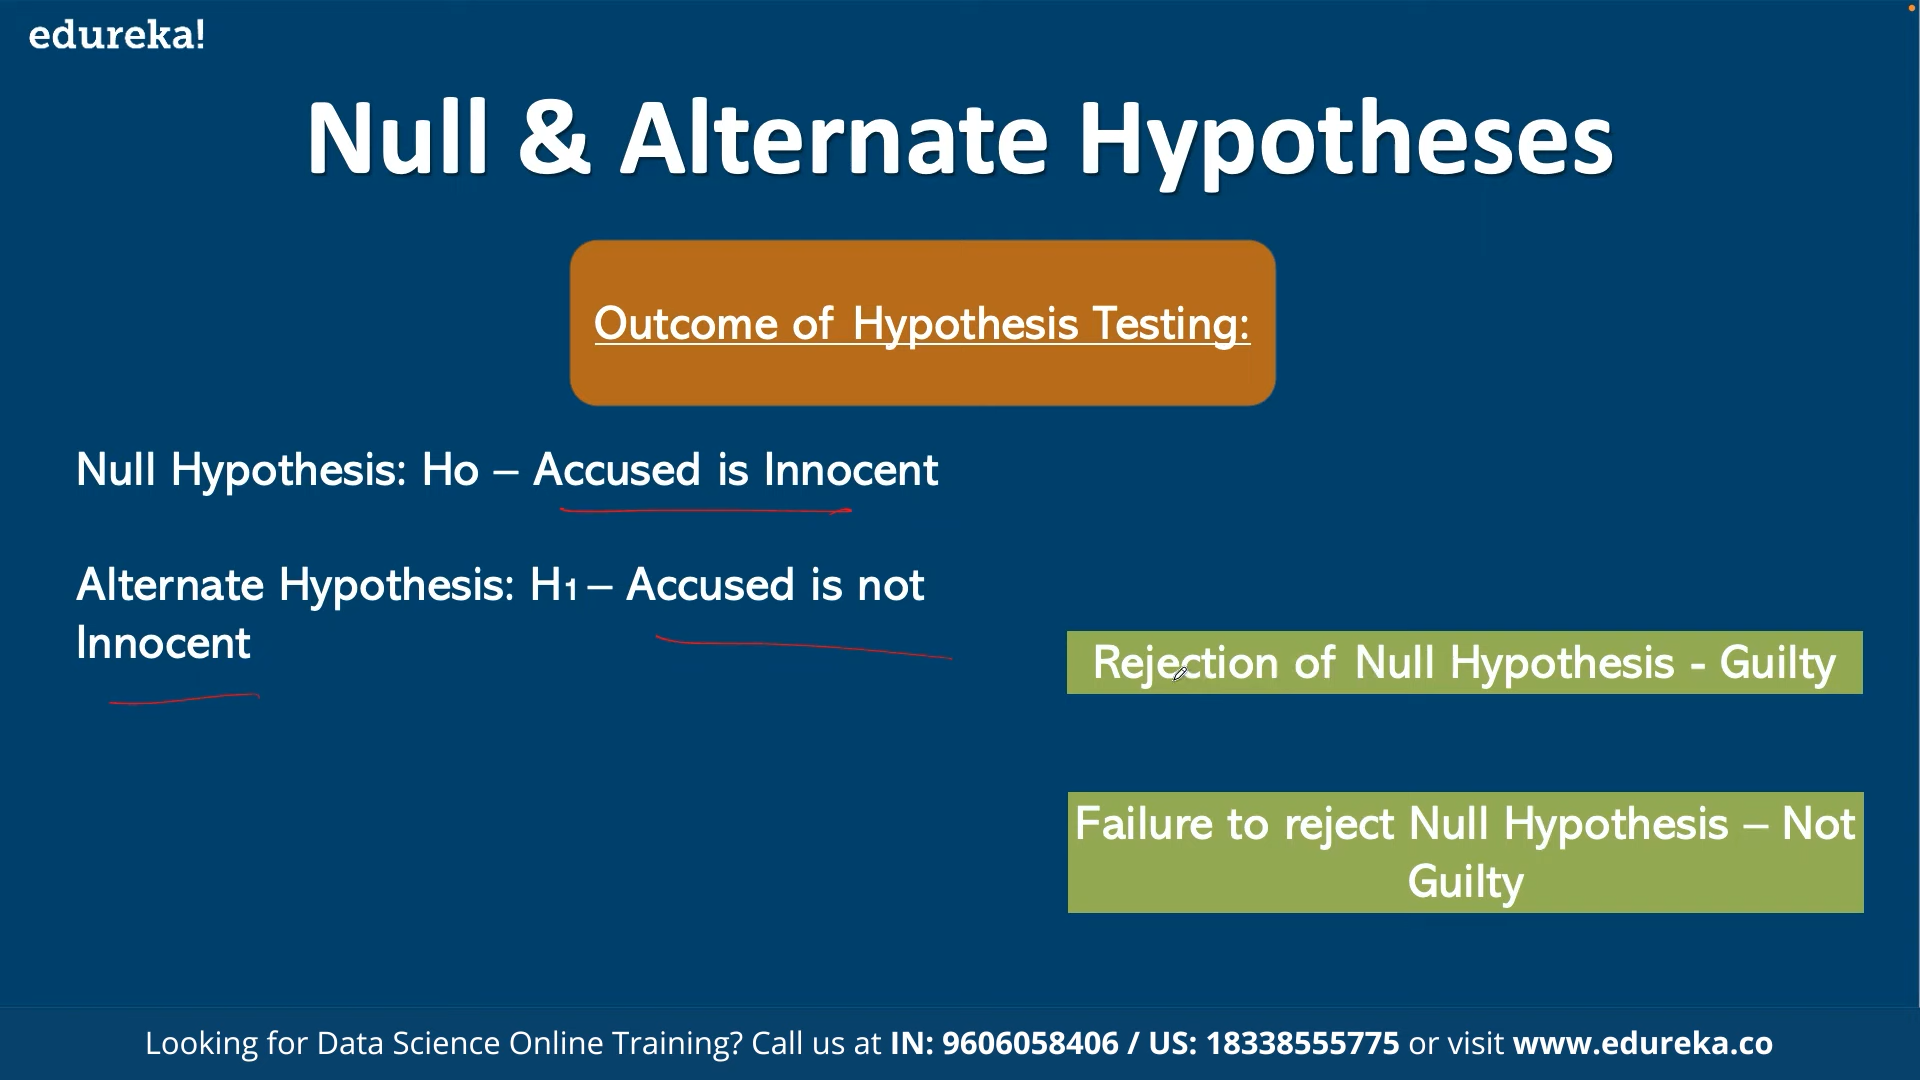 edureka!
Null & Alternate Hypotheses
Outcome of Hypothesis Testing:
Null Hypothesis: Ho – Accused is Innocent
Alternate Hypothesis: H1 – Accused is not
Innocent
Rejection of Null Hypothesis - Guilty
Failure to reject Null Hypothesis – Not
Guilty
Looking for Data Science Online Training? Call us at IN: 9606058406 / US: 18338555775 or visit www.edureka.co